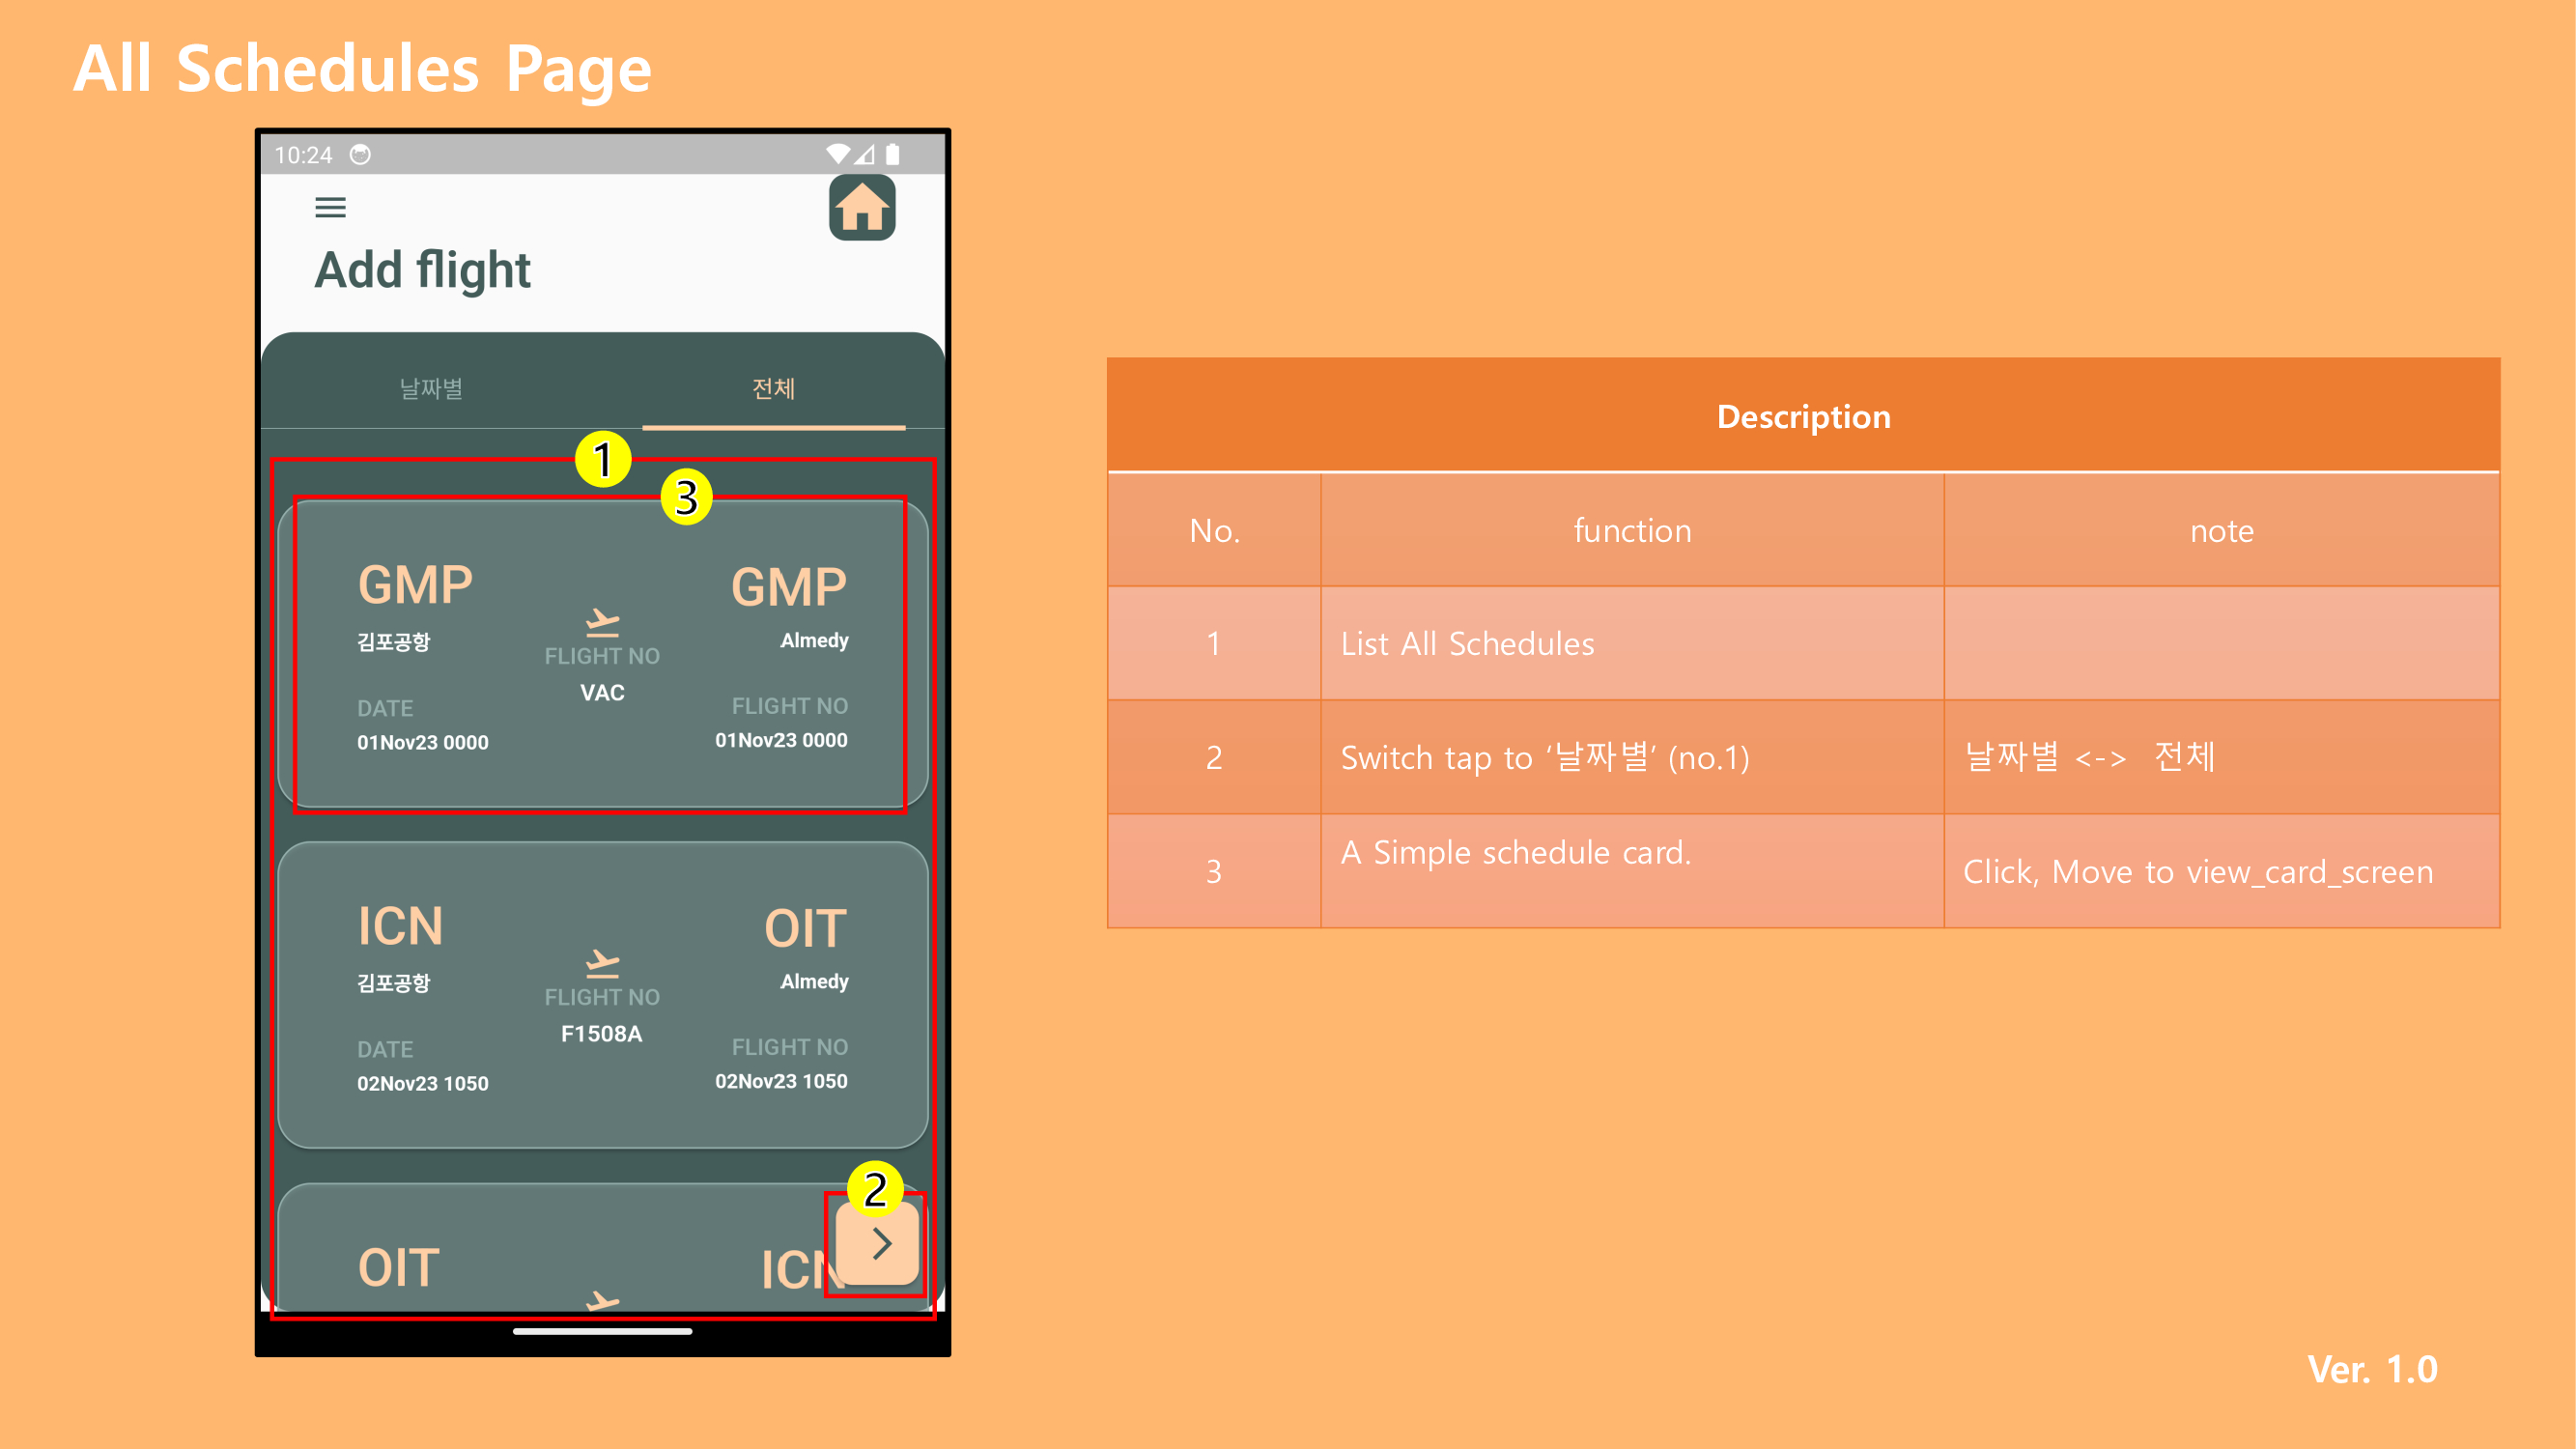 All Schedules Page
10:24
Add flight
날짜별 전체
1
3
GMP GMP
김포공항 Almedy
FLIGHT NO
VAC
DATE FLIGHT NO
01Nov23 0000 01Nov23 0000
ICN OIT
김포공항 Almedy
FLIGHT NO
F1508A
DATE FLIGHT NO
02Nov23 1050 02Nov23 1050
2
OIT ICN
Description
No. function note
1 List All Schedules
2 Switch tap to ‘날짜별’ (no.1) 날짜별 <-> 전체
3 A Simple schedule card. Click, Move to view_card_screen
Ver. 1.0